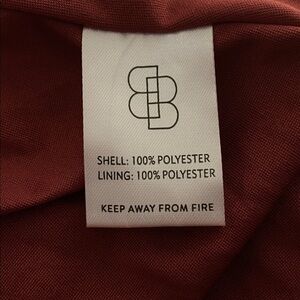 SHELL: 100% POLYESTER
LINING: 100% POLYESTER
KEEP AWAY FROM FIRE